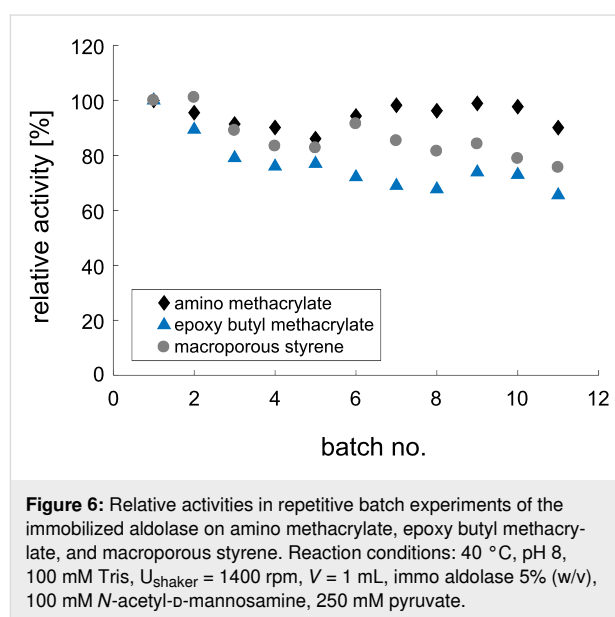 120
100
80
60
40
20
0
relative activity [%]
amino methacrylate
epoxy butyl methacrylate
macroporous styrene
0 2 4 6 8 10 12
batch no.
Figure 6: Relative activities in repetitive batch experiments of the
immobilized aldolase on amino methacrylate, epoxy butyl methacry-
late, and macroporous styrene. Reaction conditions: 40 °C, pH 8,
100 mM Tris, Ushaker = 1400 rpm, V = 1 mL, immo aldolase 5% (w/v),
100 mM N-acetyl-ᴅ-mannosamine, 250 mM pyruvate.